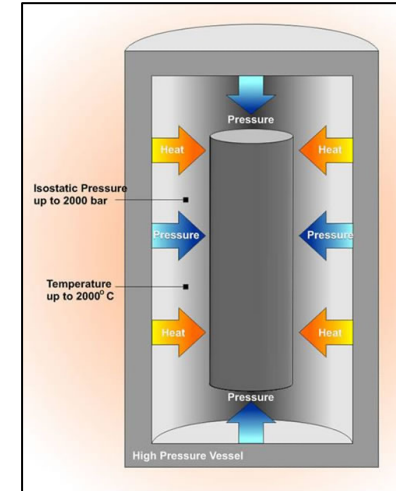 Pressure
Heat
Heat
Isostatic Pressure
up to 2000 bar
Pressure
Pressure
Temperature
up to 2000° C
Heat
Heat
Pressure
High Pressure Vessel